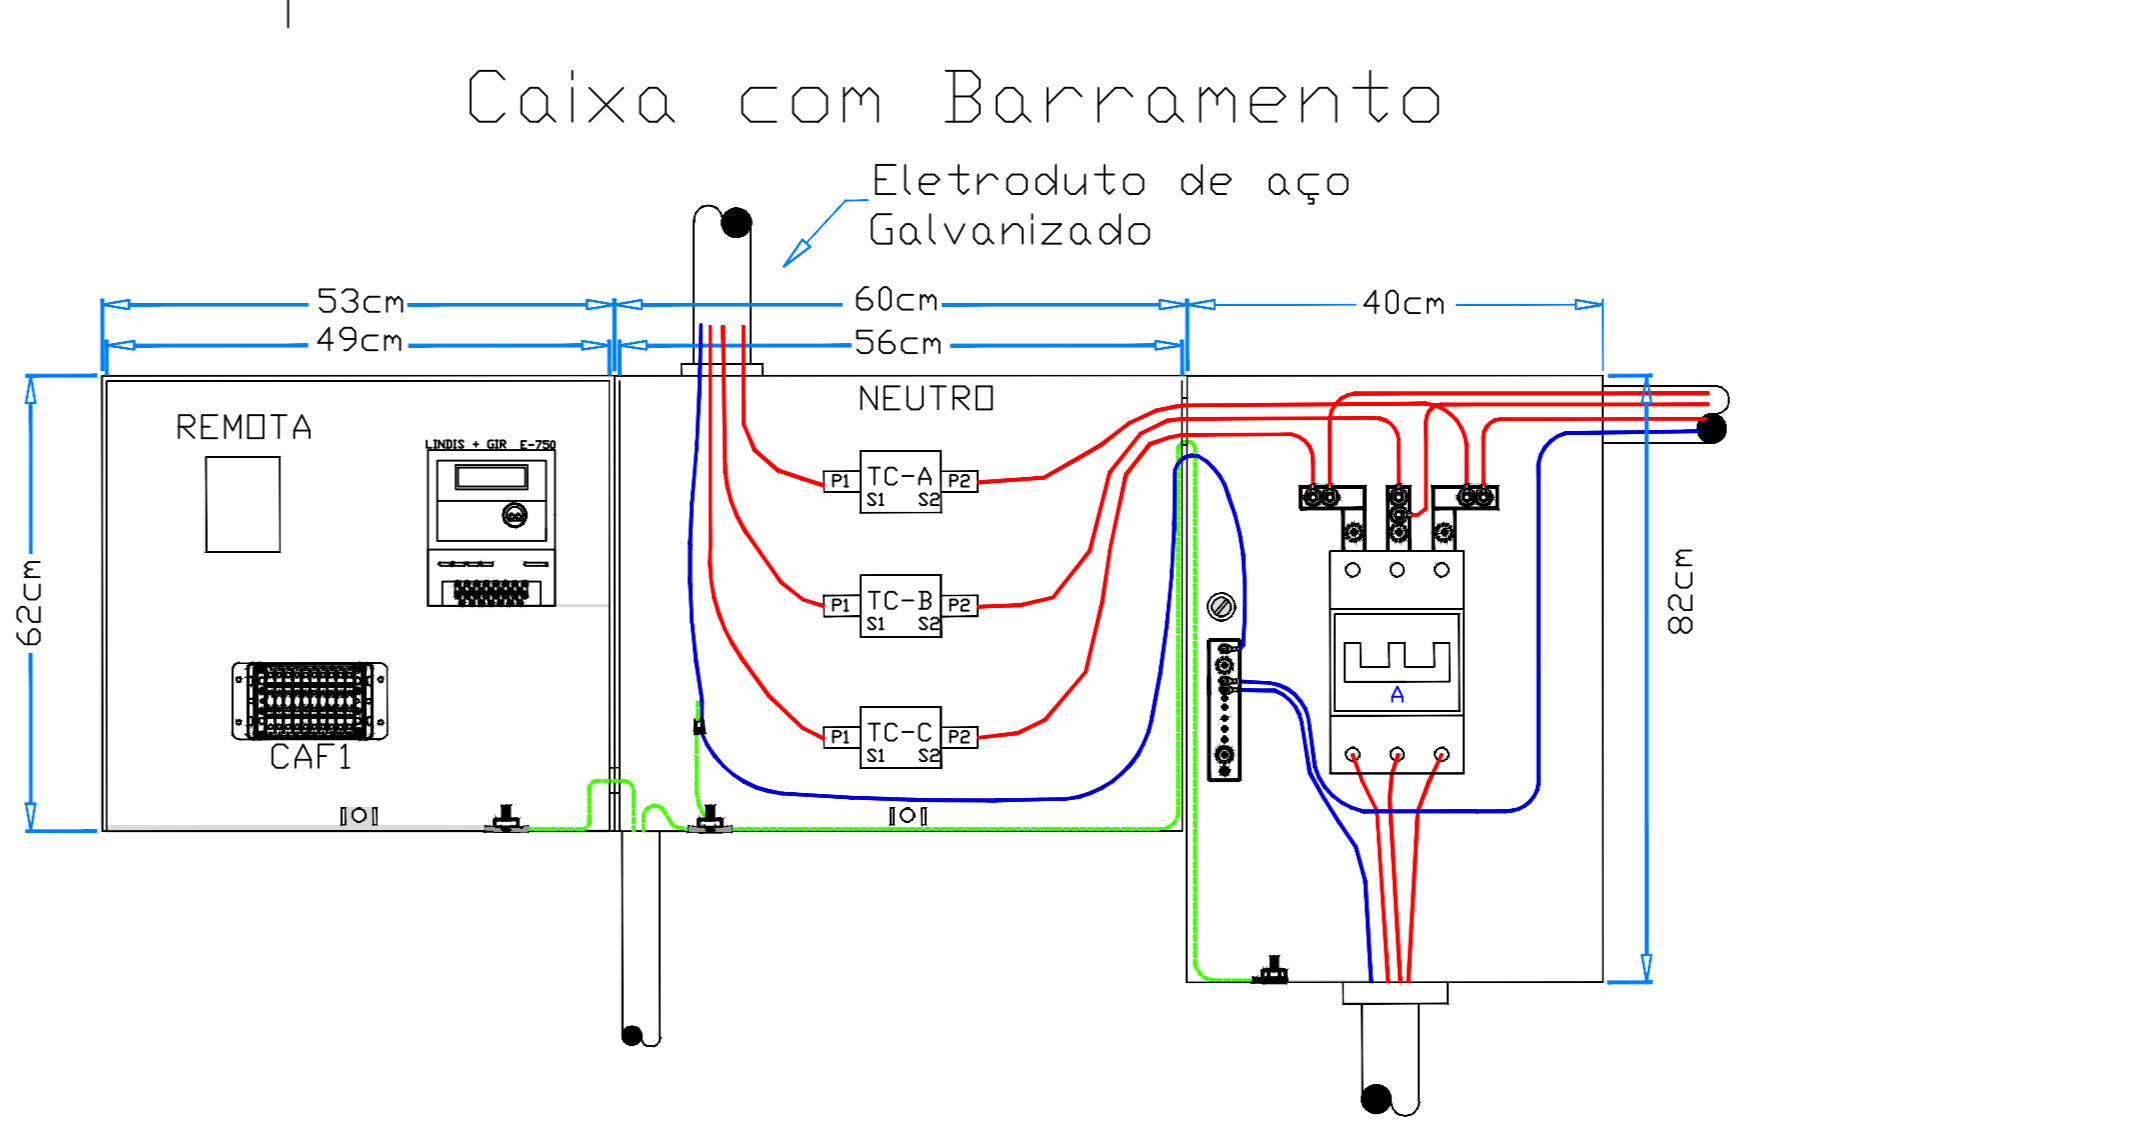 Caixa com Barramento
Eletroduto de aço
Galvanizado
53cm
60cm
40cm
49cm
56cm
NEUTRO
REMOTA
LINDIS + GIR E-750
P1
TC-A
P2
S1
S2
62cm
82cm
P1
TC-B
P2
S1
S2
A
P1
TC-C
P2
S1
S2
CAF1